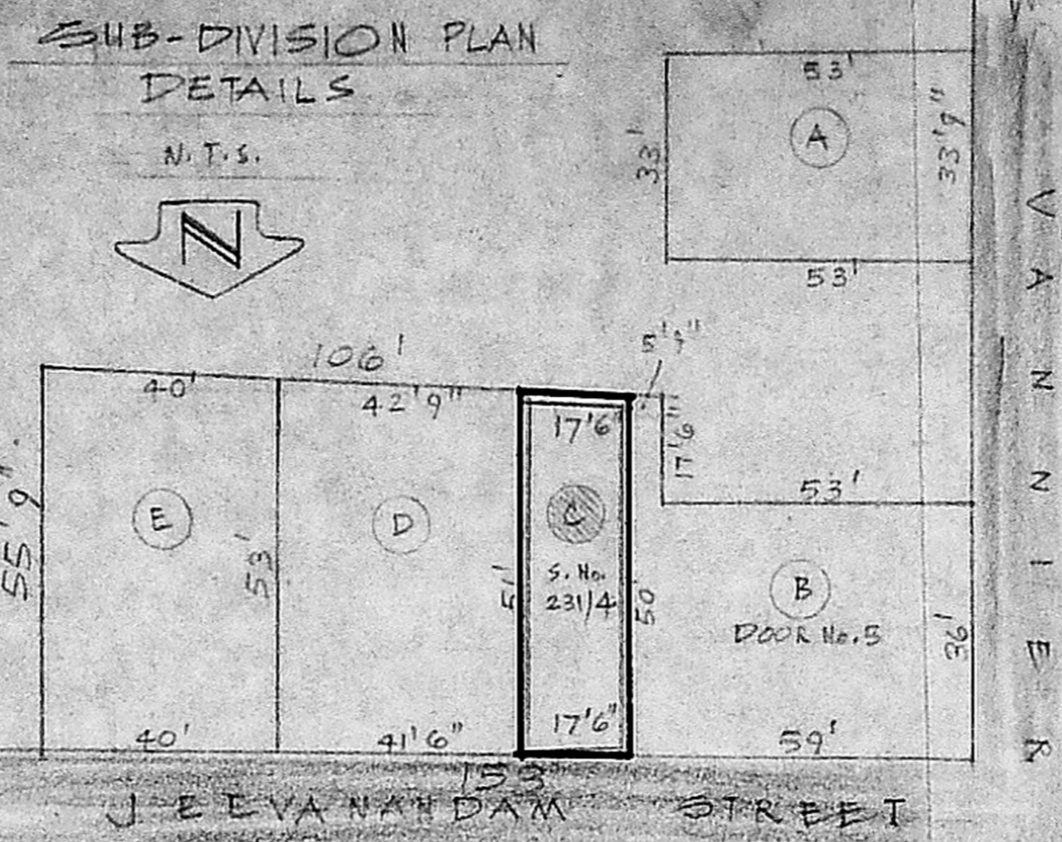 SUB-DIVISION PLAN
DETAILS
N.T.S.
N
53'
A
33'
33'9"
53'
106'
5'9"
40'
42'9"
17'6"
17'6"
53'
E
D
C
55'9"
53'
51'
S. No.
231/4
50'
B
DOOR No.5
36'
40'
41'6"
17'6"
59'
153'
JEEVANANDAM STREET
VANNIER